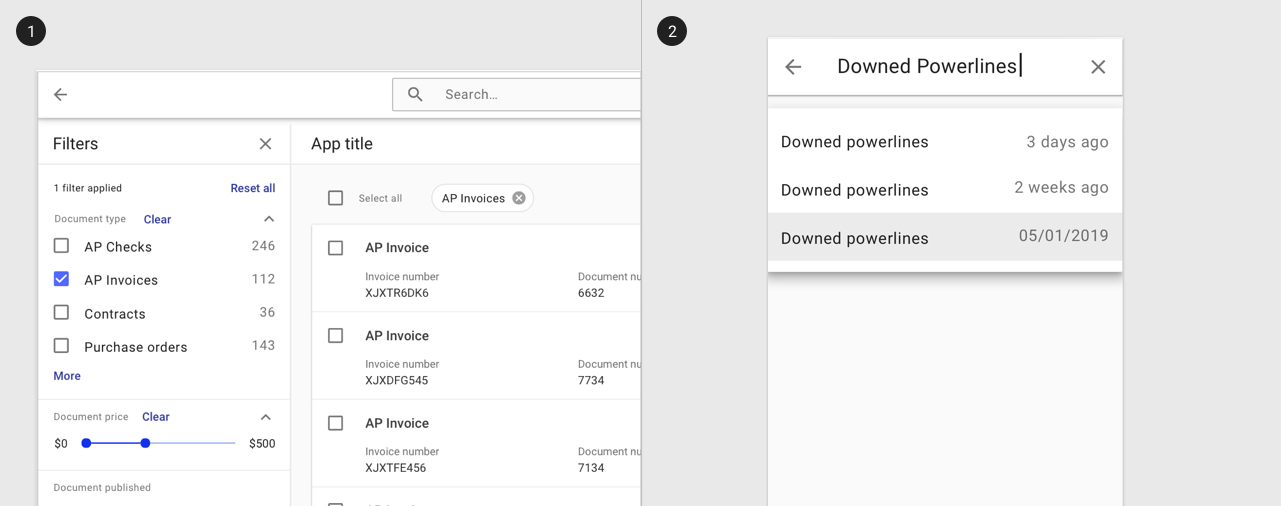 1
Search...
Filters
1 filter applied Reset all
Document type Clear
AP Checks 246
AP Invoices 112
Contracts 36
Purchase orders 143
More
Document price Clear
$0 $500
Document published
App title
Select all AP Invoices
AP Invoice
Invoice number Document nu
XJXTR6DK6 6632
AP Invoice
Invoice number Document nu
XJXDFG545 7734
AP Invoice
Invoice number Document nu
XJXTFE456 7134
2
Downed Powerlines
Downed powerlines 3 days ago
Downed powerlines 2 weeks ago
Downed powerlines 05/01/2019